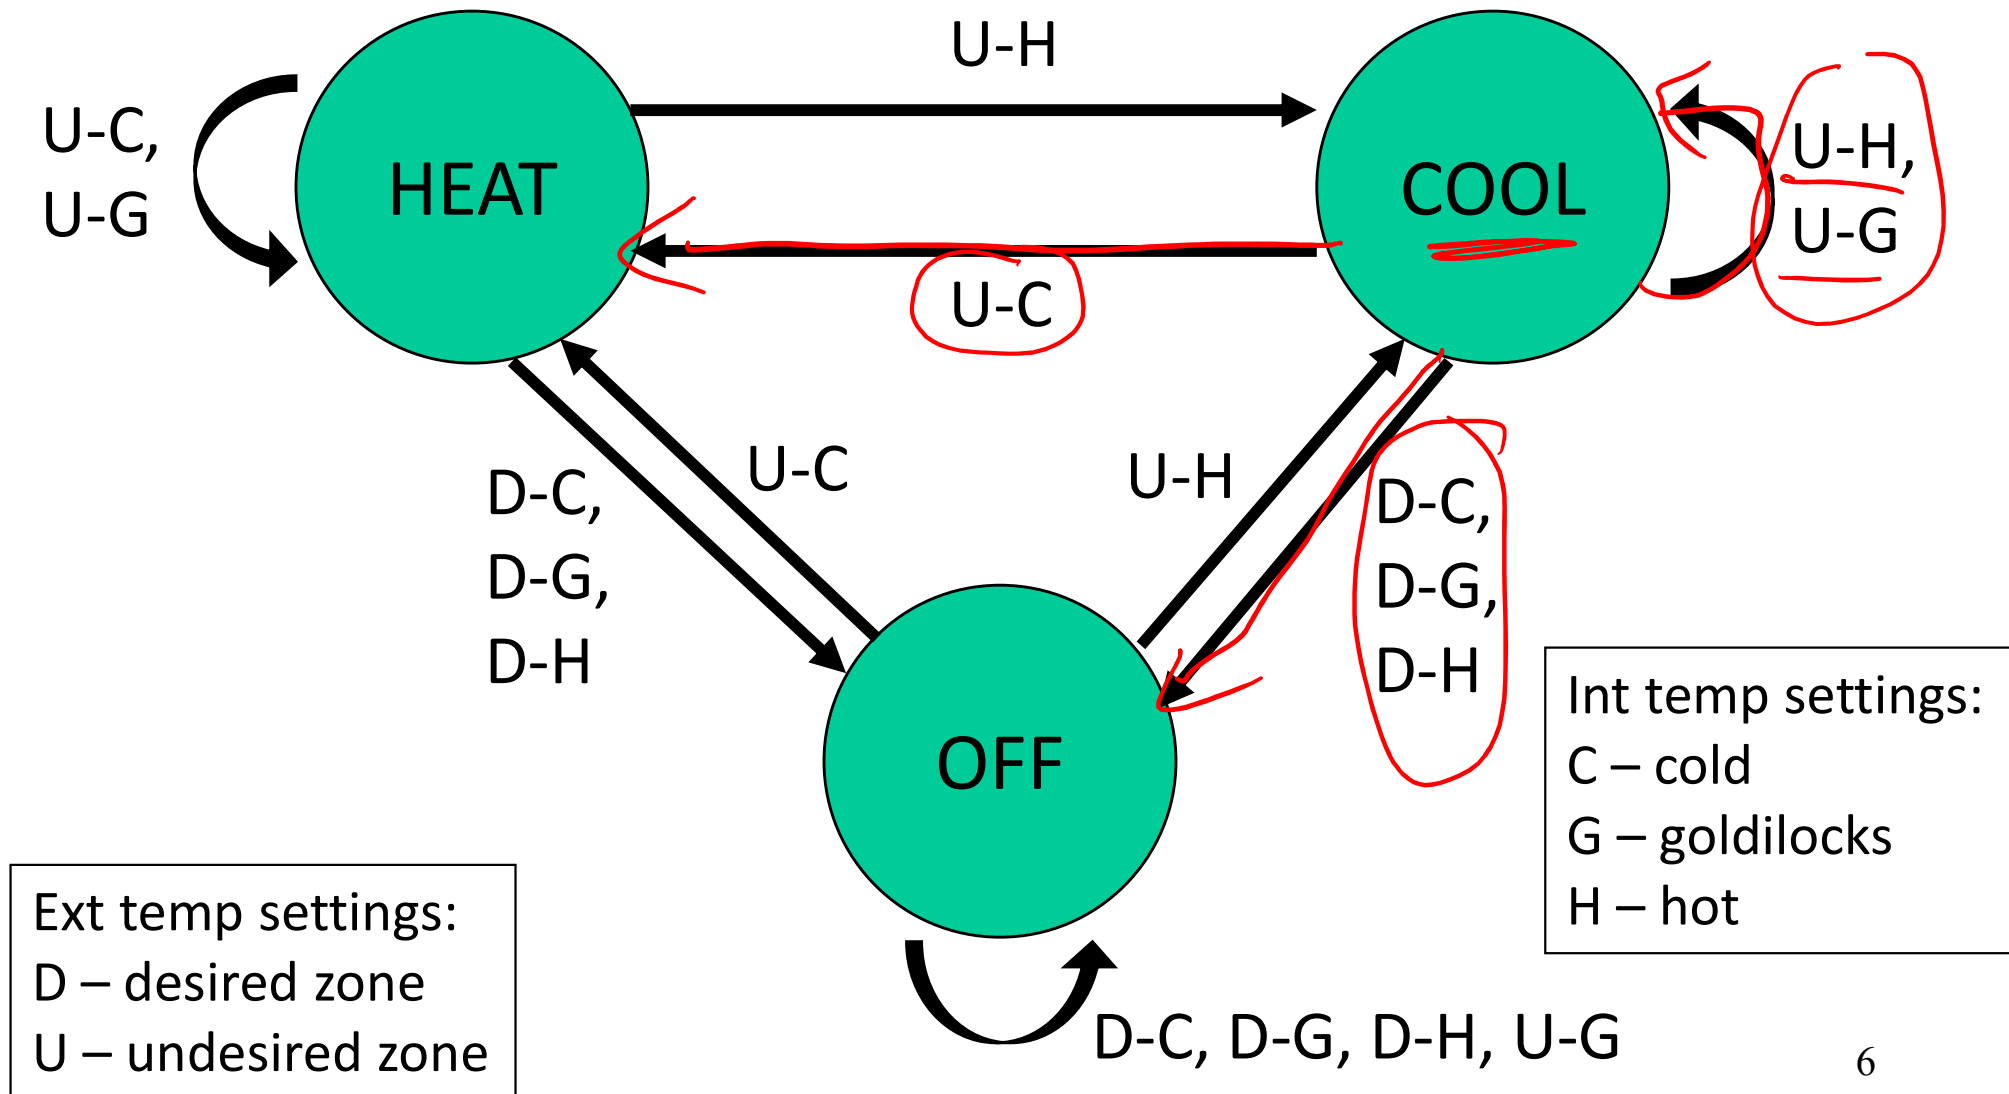 U-H
U-C,
U-G
HEAT
COOL
U-H,
U-G
U-C
U-C
U-H
D-C,
D-G,
D-H
D-C,
D-G,
D-H
OFF
Int temp settings:
C – cold
G – goldilocks
H – hot
Ext temp settings:
D – desired zone
U – undesired zone
D-C, D-G, D-H, U-G
6